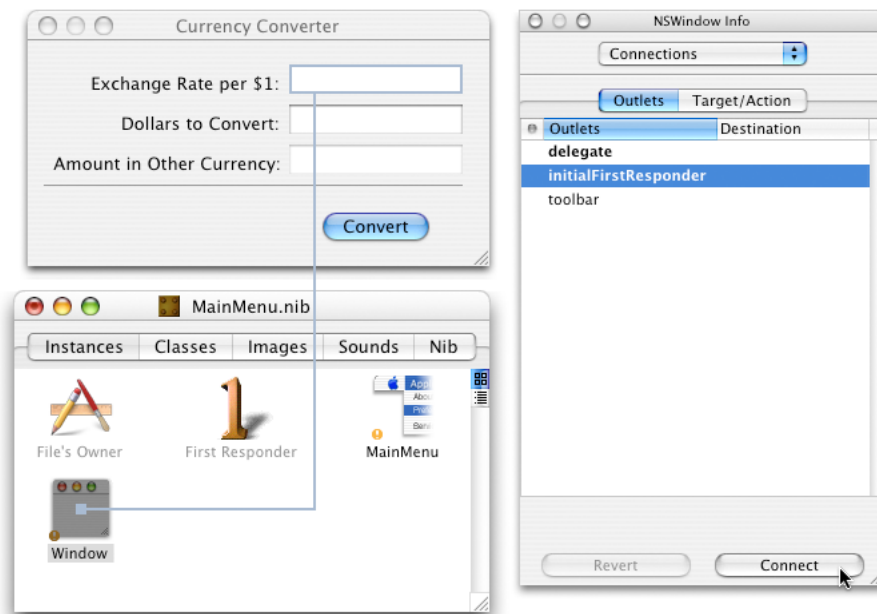 Currency Converter
Exchange Rate per $1:
Dollars to Convert:
Amount in Other Currency:
Convert
MainMenu.nib
Instances Classes Images Sounds Nib
File's Owner
1
First Responder
MainMenu
Window
NSWindow Info
Connections
Outlets Target/Action
Outlets Destination
delegate
initialFirstResponder
toolbar
Revert Connect